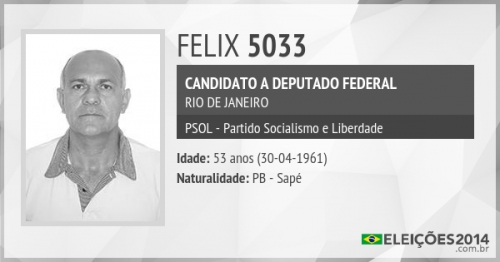 FELIX 5033
CANDIDATO A DEPUTADO FEDERAL
RIO DE JANEIRO
PSOL - Partido Socialismo e Liberdade
Idade: 53 anos (30-04-1961)
Naturalidade: PB - Sapé
ELEIÇÕES2014
.com.br